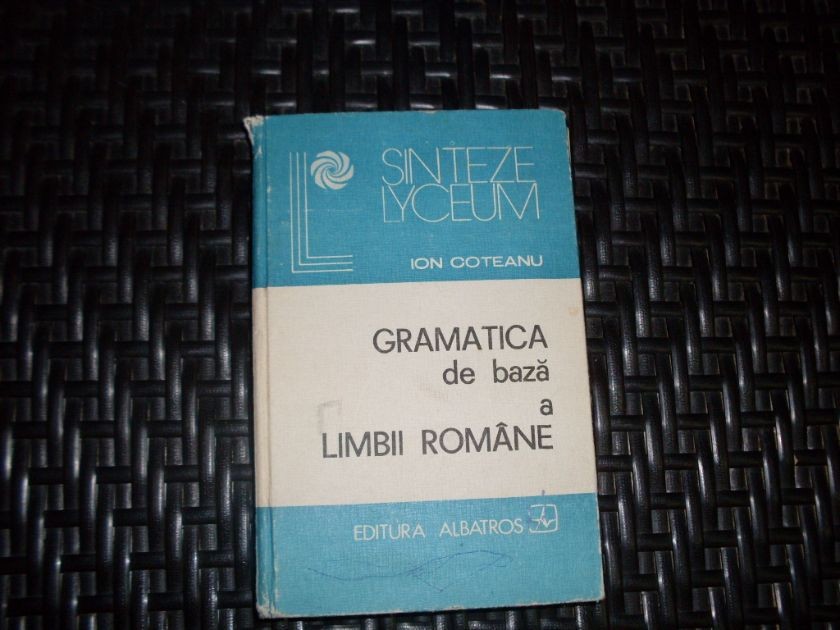 SINTEZE
LYCEUM
ION COTEANU
GRAMATICA
de bază
a
LIMBII ROMÂNE
EDITURA ALBATROS